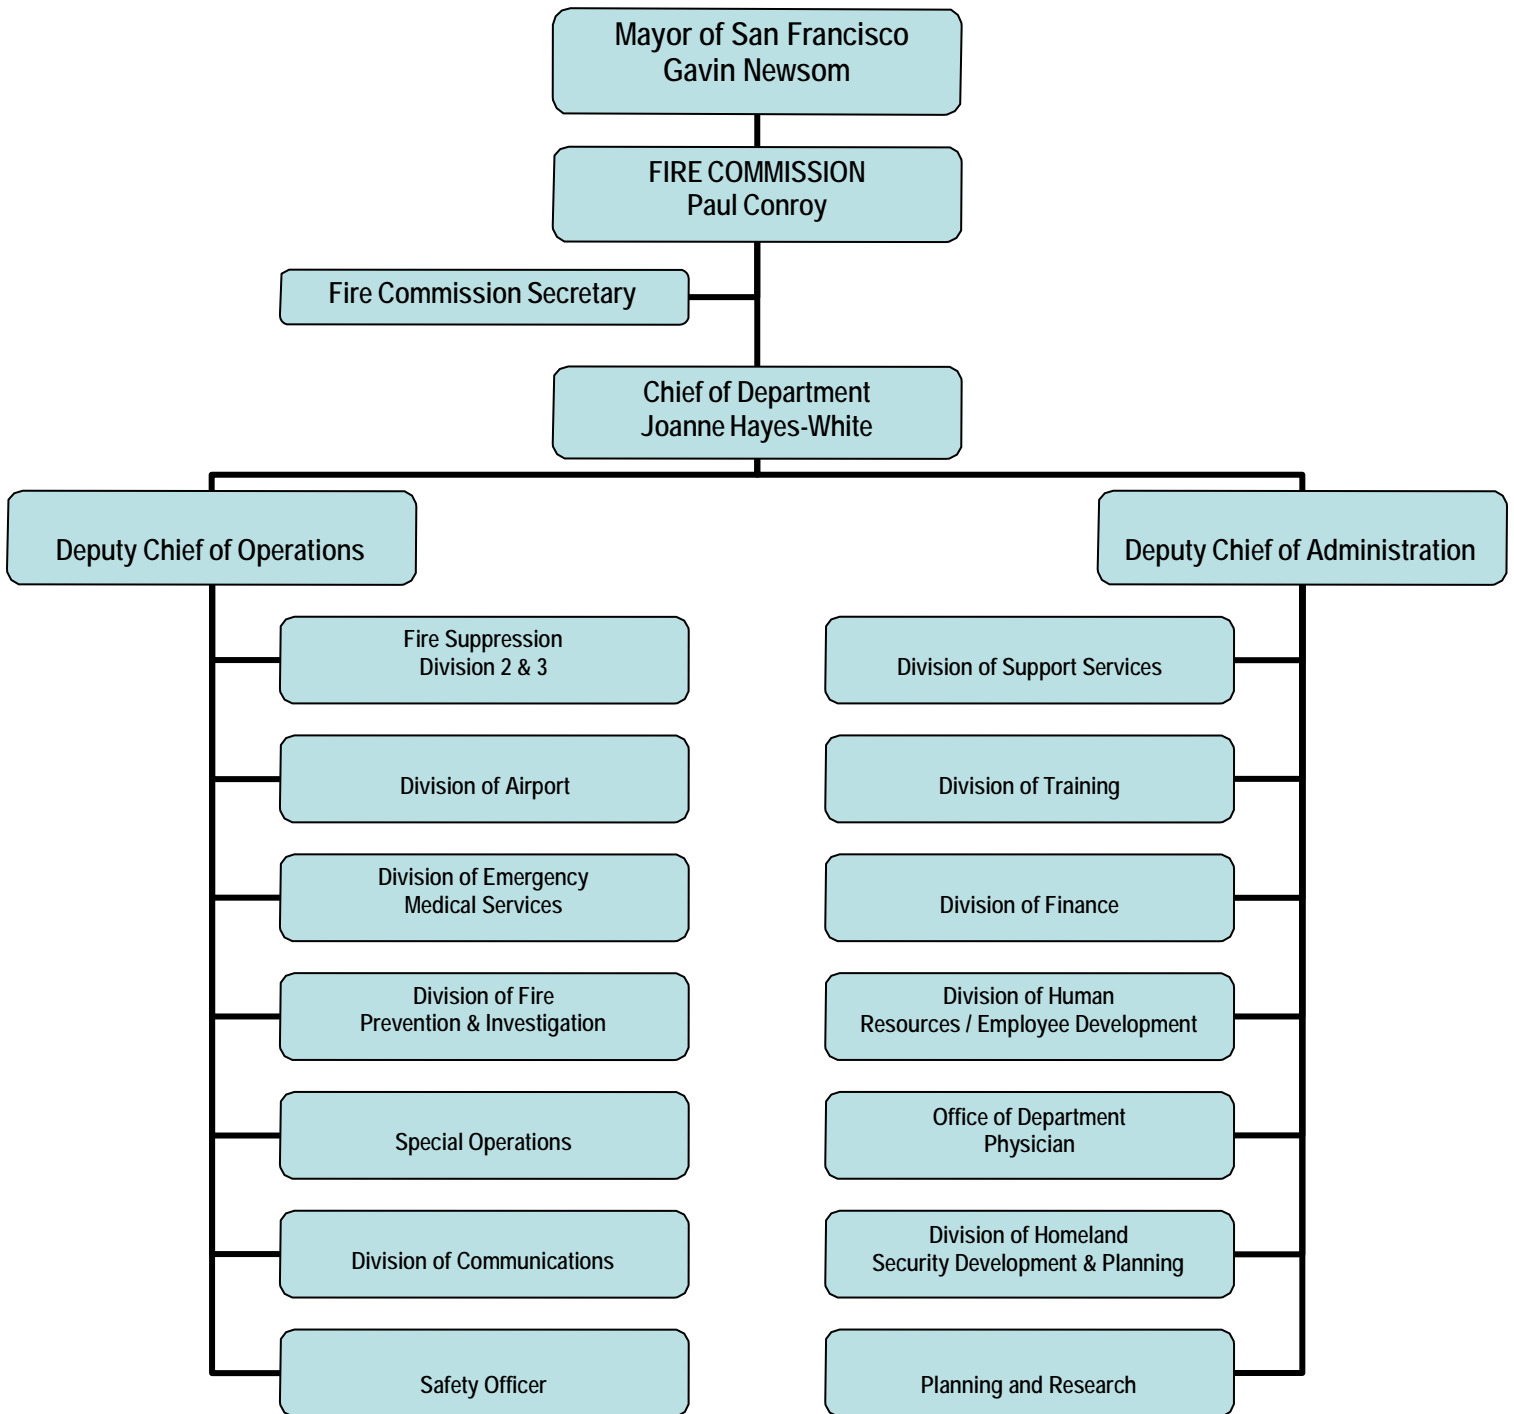 Mayor of San Francisco
Gavin Newsom
FIRE COMMISSION
Paul Conroy
Fire Commission Secretary
Chief of Department
Joanne Hayes-White
Deputy Chief of Operations
Deputy Chief of Administration
Fire Suppression
Division 2 & 3
Division of Support Services
Division of Airport
Division of Training
Division of Emergency
Medical Services
Division of Finance
Division of Fire
Prevention & Investigation
Division of Human
Resources / Employee Development
Special Operations
Office of Department
Physician
Division of Communications
Division of Homeland
Security Development & Planning
Safety Officer
Planning and Research